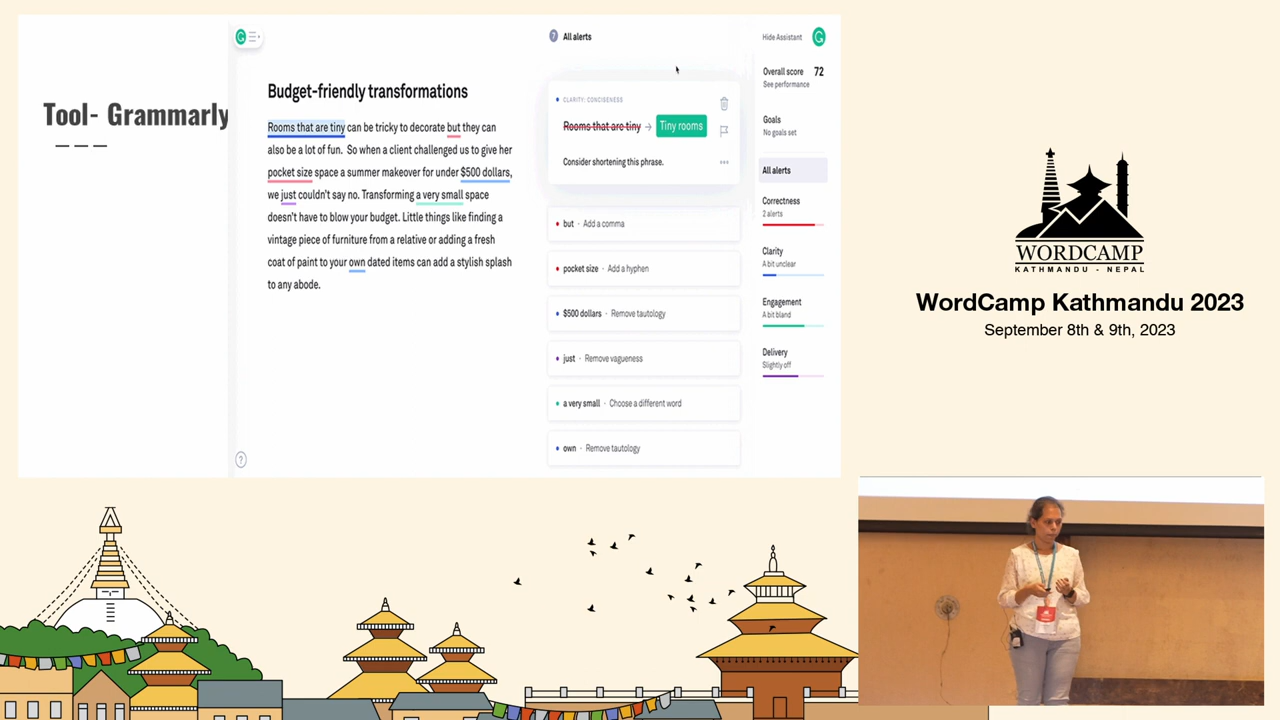 Tool- Grammarly
Budget-friendly transformations
Rooms that are tiny can be tricky to decorate but they can
also be a lot of fun. So when a client challenged us to give her
pocket size space a summer makeover for under $500 dollars,
we just couldn't say no. Transforming a very small space
doesn't have to blow your budget. Little things like finding a
vintage piece of furniture from a relative or adding a fresh
coat of paint to your own dated items can add a stylish splash
to any abode.
?
7 All alerts
CLARITY: CONCISENESS
Rooms that are tiny → Tiny rooms
Consider shortening this phrase.
but · Add a comma
pocket size · Add a hyphen
$500 dollars · Remove tautology
just · Remove vagueness
a very small · Choose a different word
own · Remove tautology
Hide Assistant
Overall score 72
See performance
Goals
No goals set
All alerts
Correctness
2 alerts
Clarity
A bit unclear
Engagement
A bit bland
Delivery
Slightly off
WORDCAMP
KATHMANDU - NEPAL
WordCamp Kathmandu 2023
September 8th & 9th, 2023